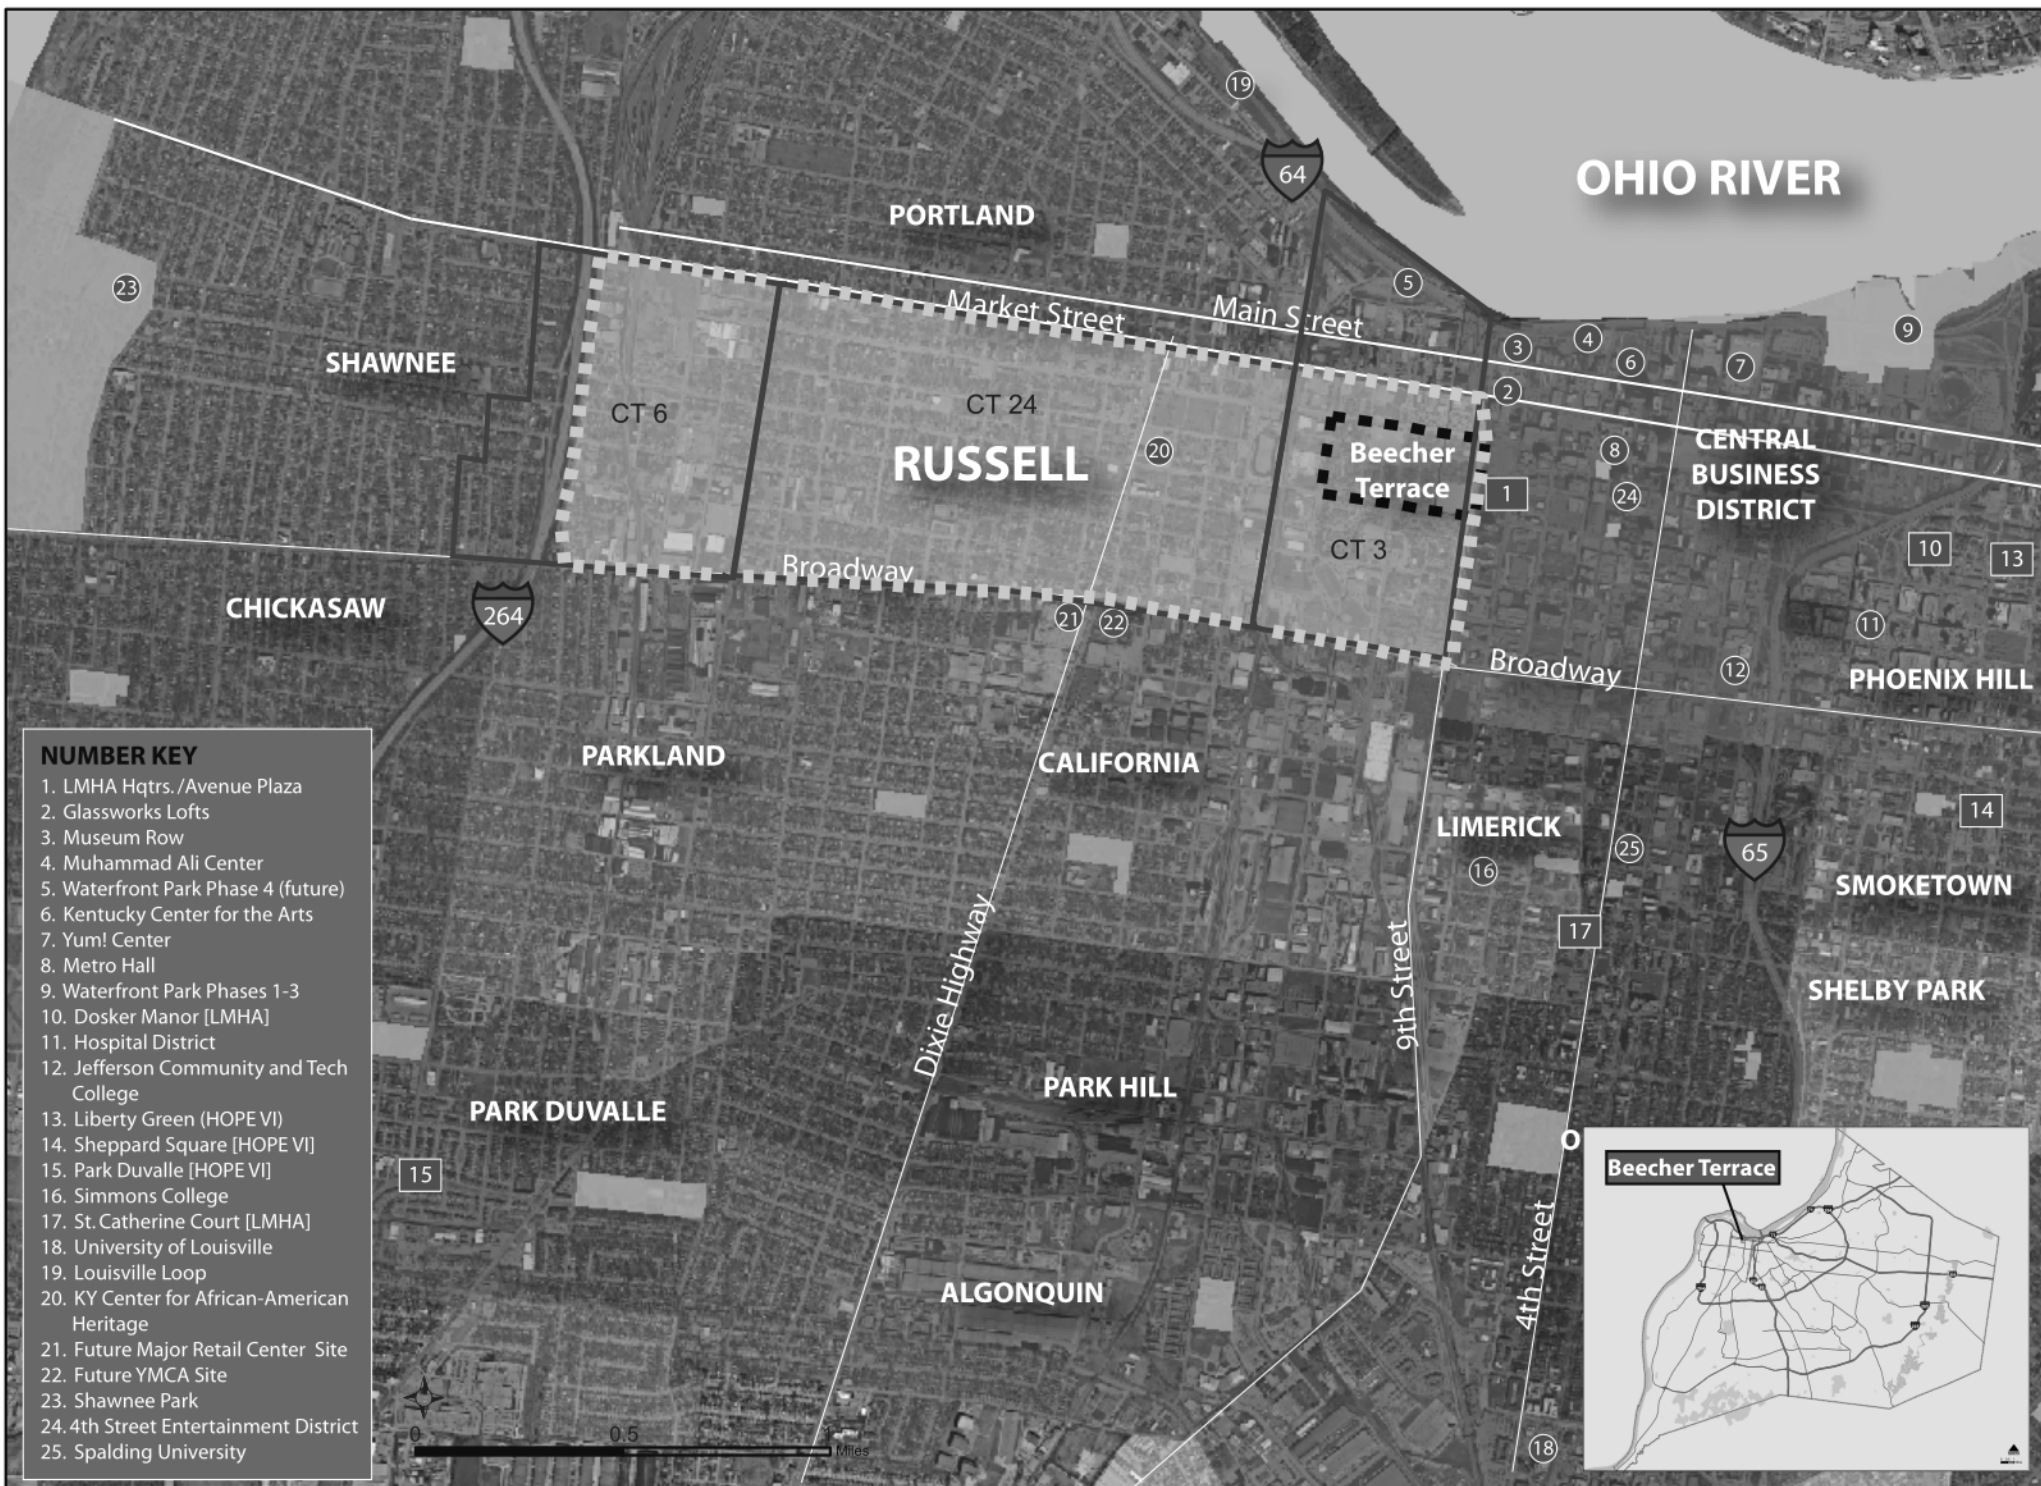 19
OHIO RIVER
64
PORTLAND
23
5
Market Street
Main Street
9
3
4
6
7
SHAWNEE
2
CT 6
CT 24
RUSSELL
20
Beecher
Terrace
1
8
24
CENTRAL
BUSINESS
DISTRICT
CT 3
10
13
Broadway
CHICKASAW
264
21
22
11
Broadway
12
PHOENIX HILL
PARKLAND
CALIFORNIA
LIMERICK
16
25
65
14
SMOKETOWN
17
SHELBY PARK
Dixie Highway
9th Street
PARK HILL
PARK DUVALLE
15
O
4th Street
ALGONQUIN
18
NUMBER KEY
1. LMHA Hqtrs./Avenue Plaza
2. Glassworks Lofts
3. Museum Row
4. Muhammad Ali Center
5. Waterfront Park Phase 4 (future)
6. Kentucky Center for the Arts
7. Yum! Center
8. Metro Hall
9. Waterfront Park Phases 1-3
10. Dosker Manor [LMHA]
11. Hospital District
12. Jefferson Community and Tech
College
13. Liberty Green (HOPE VI)
14. Sheppard Square [HOPE VI]
15. Park Duvalle [HOPE VI]
16. Simmons College
17. St. Catherine Court [LMHA]
18. University of Louisville
19. Louisville Loop
20. KY Center for African-American
Heritage
21. Future Major Retail Center Site
22. Future YMCA Site
23. Shawnee Park
24. 4th Street Entertainment District
25. Spalding University
0 0.5 1
Miles
Beecher Terrace